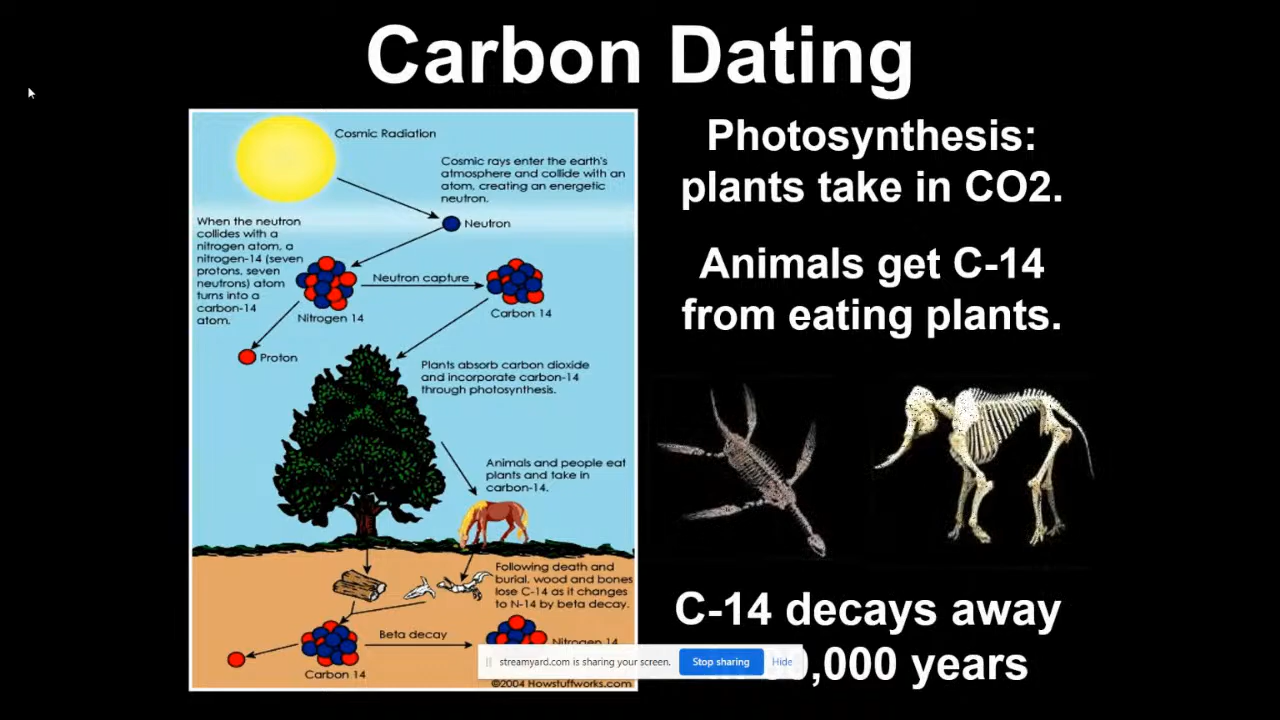 Carbon Dating
Cosmic Radiation
Cosmic rays enter the earth's
atmosphere and collide with an
atom, creating an energetic
neutron.
Neutron
When the neutron
collides with a
nitrogen atom, a
nitrogen-14 (seven
protons, seven
neutrons) atom
turns into a
carbon-14
atom.
Neutron capture
Nitrogen 14
Carbon 14
Proton
Plants absorb carbon dioxide
and incorporate carbon-14
through photosynthesis.
Animals and people eat
plants and take in
carbon-14.
Following death and
burial, wood and bones
lose C-14 as it changes
to N-14 by beta decay.
Beta decay
Nitrogen 14
Carbon 14
©2004 Howstuffworks.com
Photosynthesis:
plants take in CO2.
Animals get C-14
from eating plants.
C-14 decays away
0,000 years
streamyard.com is sharing your screen.
Stop sharing
Hide